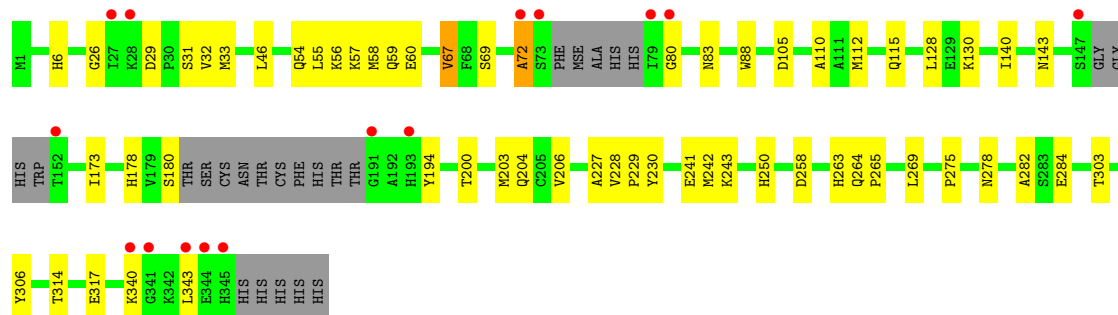 M1 H6 G26 I27 K28 D29 P30 S31 V32 M33 L46 Q54 L55 K56 K57 M58 Q59 E60 V67 F68 S69 A72 S73 PHE MSE ALA HIS HIS I79 G80 N83 W88 D105 A110 A111 M112 Q115 L128 E129 K130 I140 N143 S147 GLY GLY
HIS TRP T152 I173 H178 V179 S180 THR SER CYS ASN THR CYS PHE HIS THR THR G191 A192 H193 Y194 T200 M203 Q204 C205 V206 A227 V228 P229 Y230 E241 M242 K243 H250 D258 H263 Q264 P265 L269 P275 N278 A282 S283 E284 T303
Y306 T314 E317 K340 G341 K342 L343 E344 H345 HIS HIS HIS HIS HIS